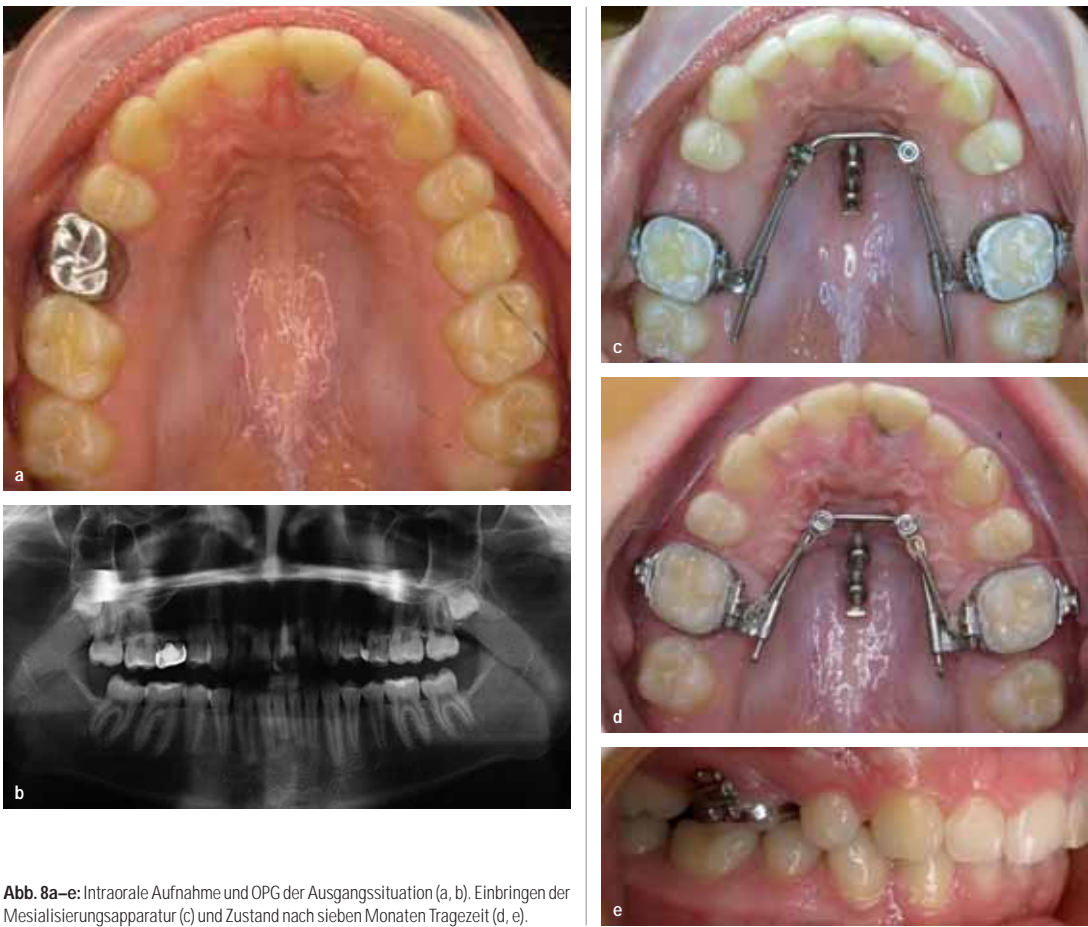 a
b
c
d
e
Abb. 8a–e: Intraorale Aufnahme und OPG der Ausgangssituation (a, b). Einbringen der
Mesialisierungsapparatur (c) und Zustand nach sieben Monaten Tragezeit (d, e).